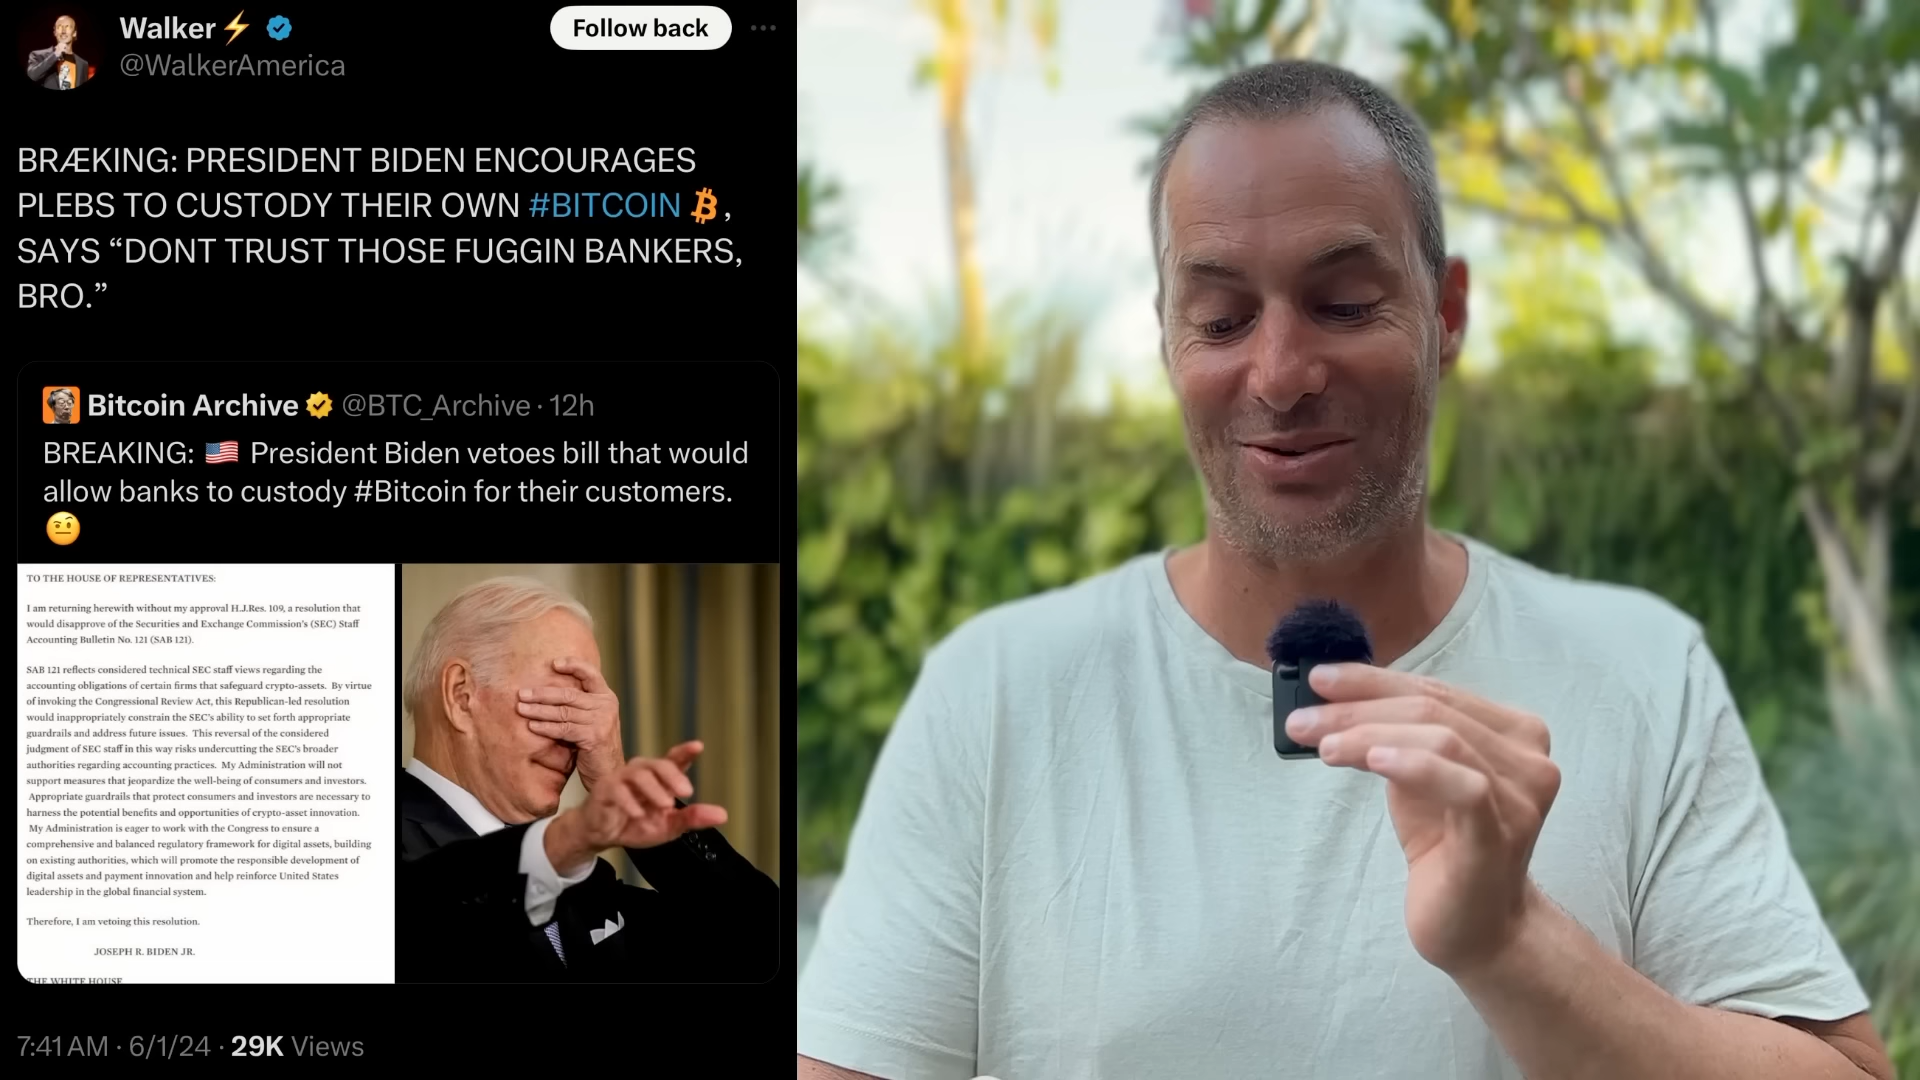 Walker⚡
@WalkerAmerica
Follow back
BRÆKING: PRESIDENT BIDEN ENCOURAGES
PLEBS TO CUSTODY THEIR OWN #BITCOIN ₿,
SAYS “DONT TRUST THOSE FUGGIN BANKERS,
BRO.”
Bitcoin Archive @BTC_Archive · 12h
BREAKING: 🇺🇸 President Biden vetoes bill that would
allow banks to custody #Bitcoin for their customers.
🤨
TO THE HOUSE OF REPRESENTATIVES:
I am returning herewith without my approval H.J.Res. 109, a resolution that
would disapprove of the Securities and Exchange Commission's (SEC) Staff
Accounting Bulletin No. 121 (SAB 121).
SAB 121 reflects considered technical SEC staff views regarding the
accounting obligations of certain firms that safeguard crypto-assets. By virtue
of invoking the Congressional Review Act, this Republican-led resolution
would inappropriately constrain the SEC's ability to set forth appropriate
guardrails and address future issues. This reversal of the considered
judgment of SEC staff in this way risks undercutting the SEC's broader
authorities regarding accounting practices. My Administration will not
support measures that jeopardize the well-being of consumers and investors.
Appropriate guardrails that protect consumers and investors are necessary to
harness the potential benefits and opportunities of crypto-asset innovation.
My Administration is eager to work with the Congress to ensure a
comprehensive and balanced regulatory framework for digital assets, building
on existing authorities, which will promote the responsible development of
digital assets and payment innovation and help reinforce United States
leadership in the global financial system.
Therefore, I am vetoing this resolution.
JOSEPH R. BIDEN JR.
THE WHITE HOUSE
7:41 AM · 6/1/24 · 29K Views